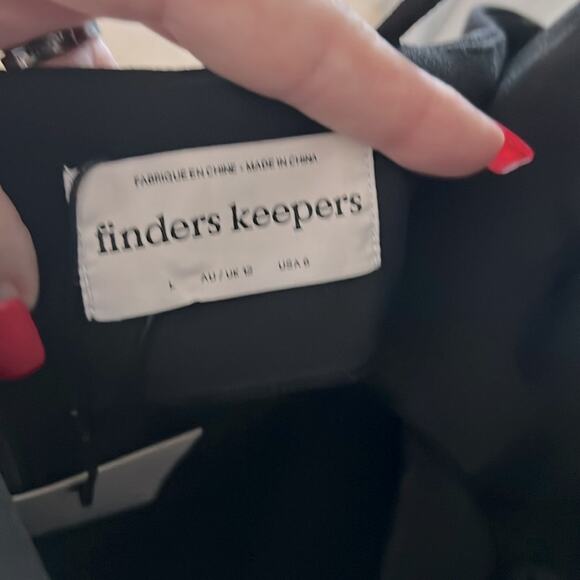 FABRIQUE EN CHINE - MADE IN CHINA
finders keepers
L AU / UK 12 USA 8